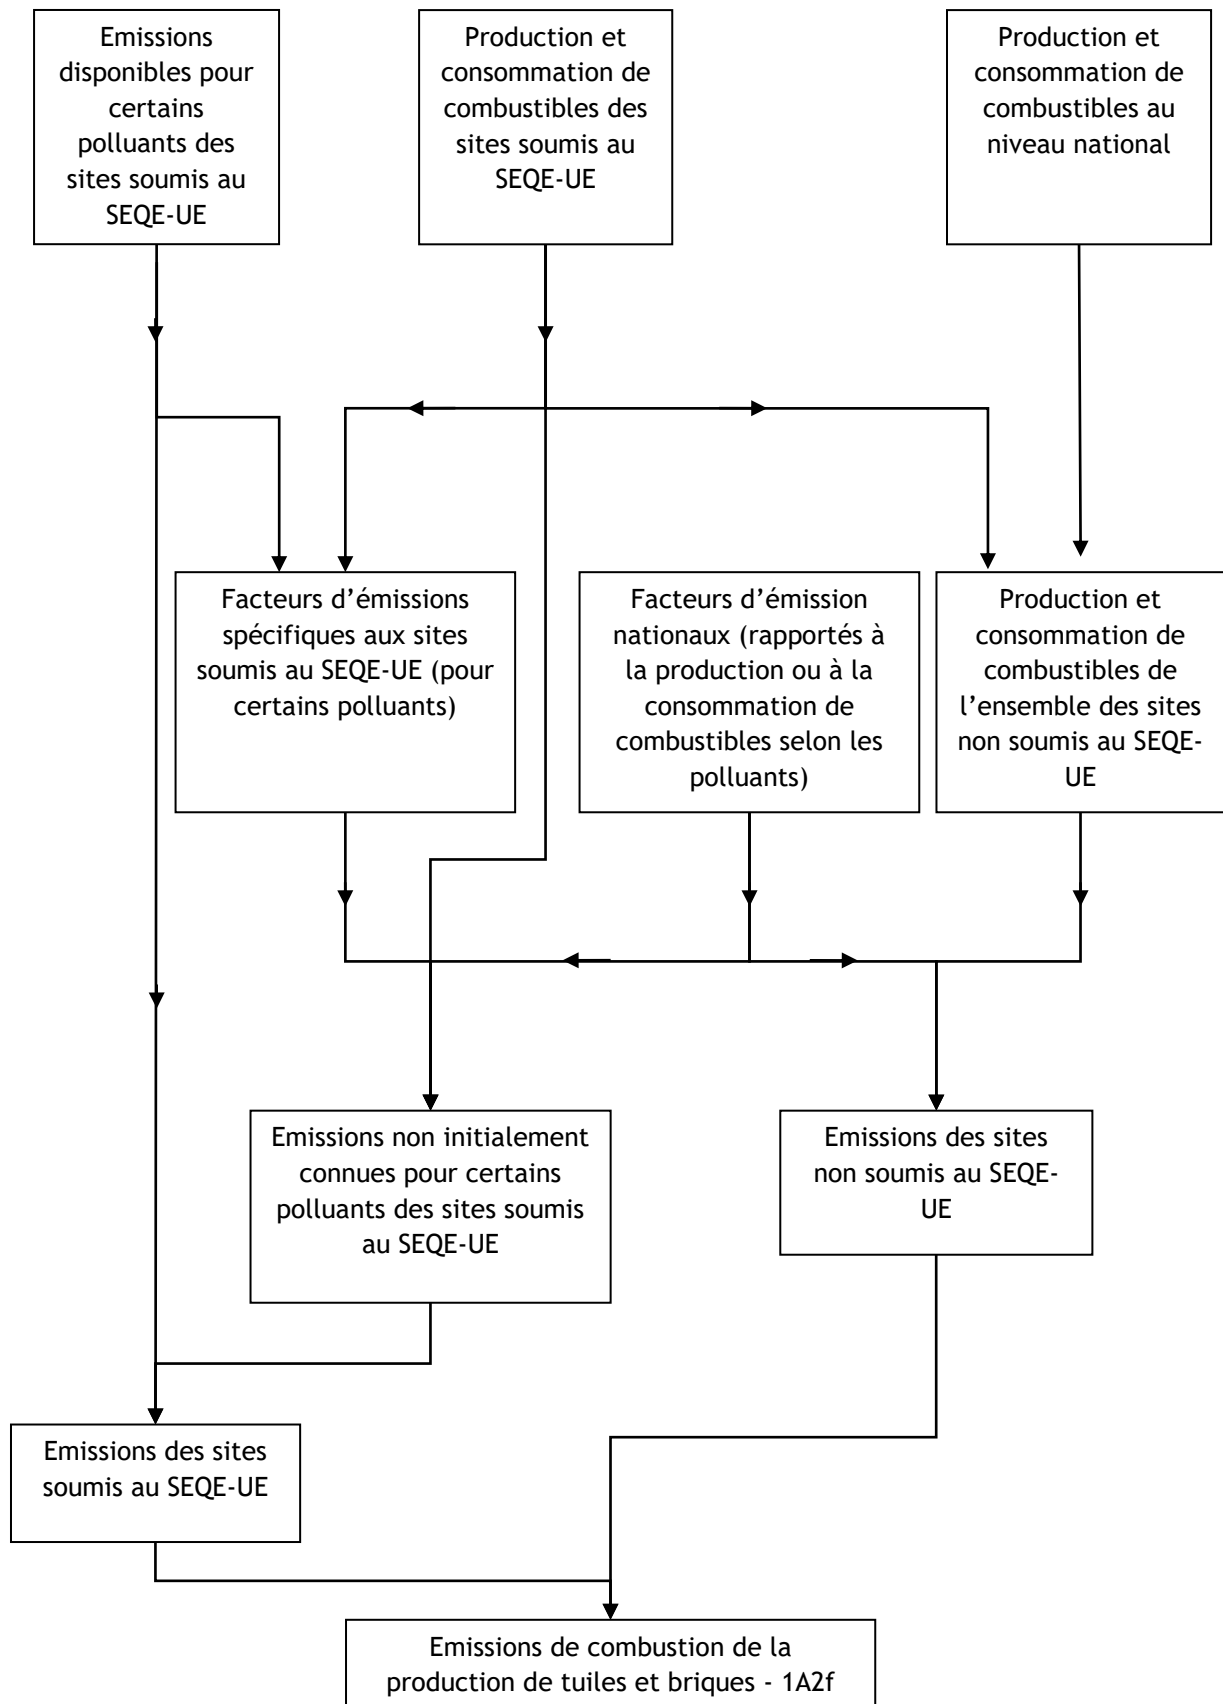 Emissions
disponibles pour
certains
polluants des
sites soumis au
SEQE-UE
Production et
consommation de
combustibles des
sites soumis au
SEQE-UE
Production et
consommation de
combustibles au
niveau national
Facteurs d’émissions
spécifiques aux sites
soumis au SEQE-UE (pour
certains polluants)
Facteurs d’émission
nationaux (rapportés à
la production ou à la
consommation de
combustibles selon les
polluants)
Production et
consommation de
combustibles de
l’ensemble des sites
non soumis au SEQE-
UE
Emissions non initialement
connues pour certains
polluants des sites soumis
au SEQE-UE
Emissions des sites
non soumis au SEQE-
UE
Emissions des sites
soumis au SEQE-UE
Emissions de combustion de la
production de tuiles et briques - 1A2f